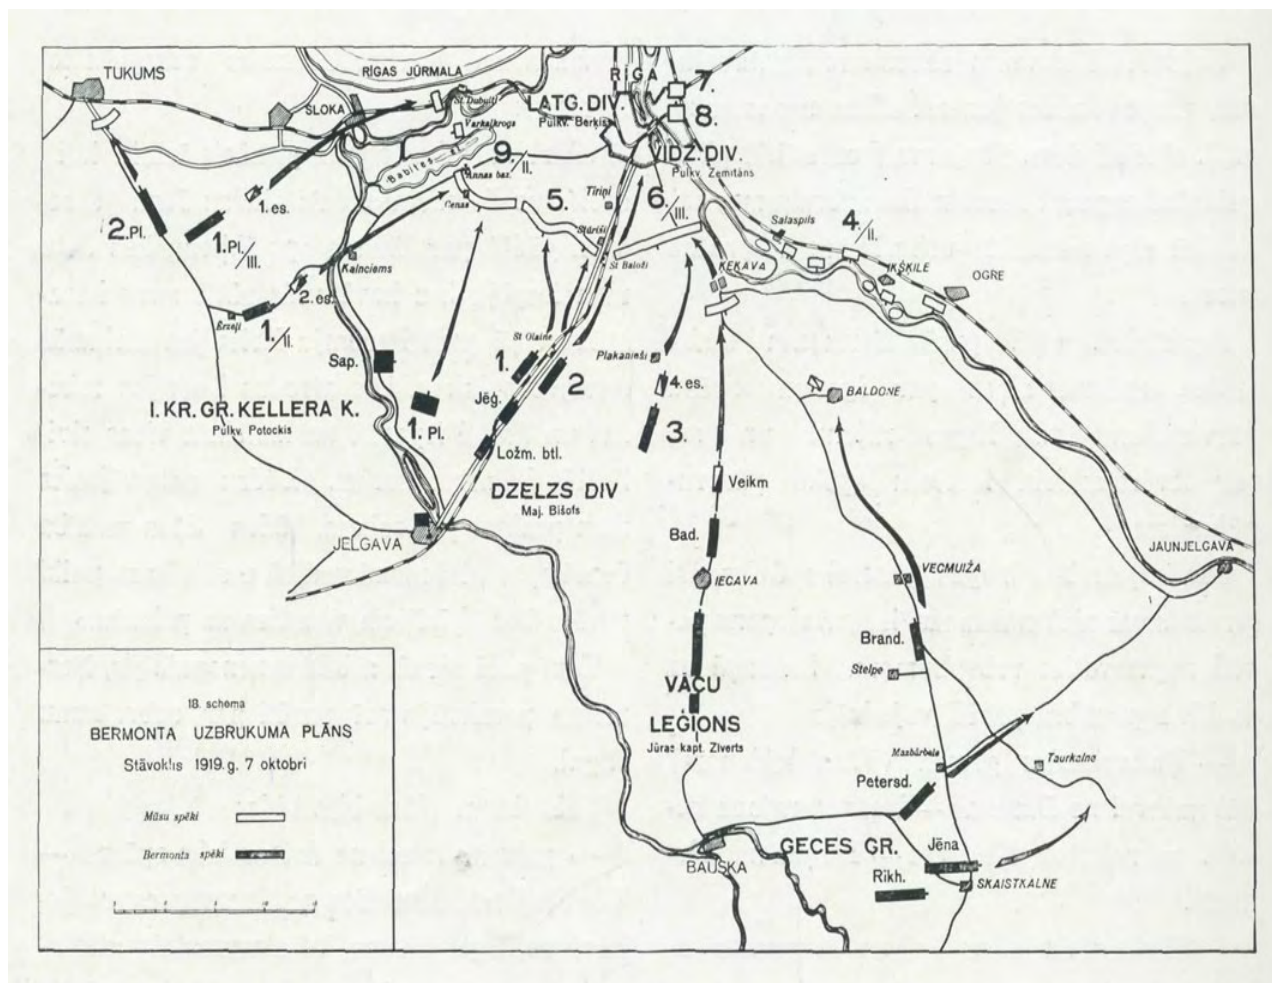 TUKUMS
RĪGAS JŪRMALA
RĪGA
7.
SLOKA
St Dubulti
LATG. DIV.
Pulkv. Berķis
8.
Varkaļkrogs
VIDZ. DIV.
Pulkv. Zemitāns
Babītes ez.
9./II.
Annas baz.
Cenas
5.
Tīriņi
6./III.
1. es.
2. Pl.
1. Pl./III.
Salaspils
4./II.
Stūrīši
St Baloži
ĶEKAVA
IKŠĶILE
OGRE
Kalnciems
2. es.
Ērzeļi
1./II.
Sap.
St Olaine
1.
2
Plakanieši
4. es.
3.
BALDONE
Jēģ.
1. Pl.
I. KR. GR. KELLERA K.
Pulkv. Potockis
Ložm. btl.
Veikm
DZELZS DIV
Maj. Bišofs
JELGAVA
Bad.
IECAVA
VECMUIŽA
JAUNJELGAVA
Brand.
Stelpe
VĀCU
LEĢIONS
Jūras kapt. Zīverts
Mazbārbele
Taurkalne
Petersd.
BAUSKA
GECES GR.
Jēna
Rikh.
SKAISTKALNE
18. schēma
BERMONTA UZBRUKUMA PLĀNS
Stāvoklis 1919. g. 7 oktobrī
Mūsu spēki
Bermonta spēki